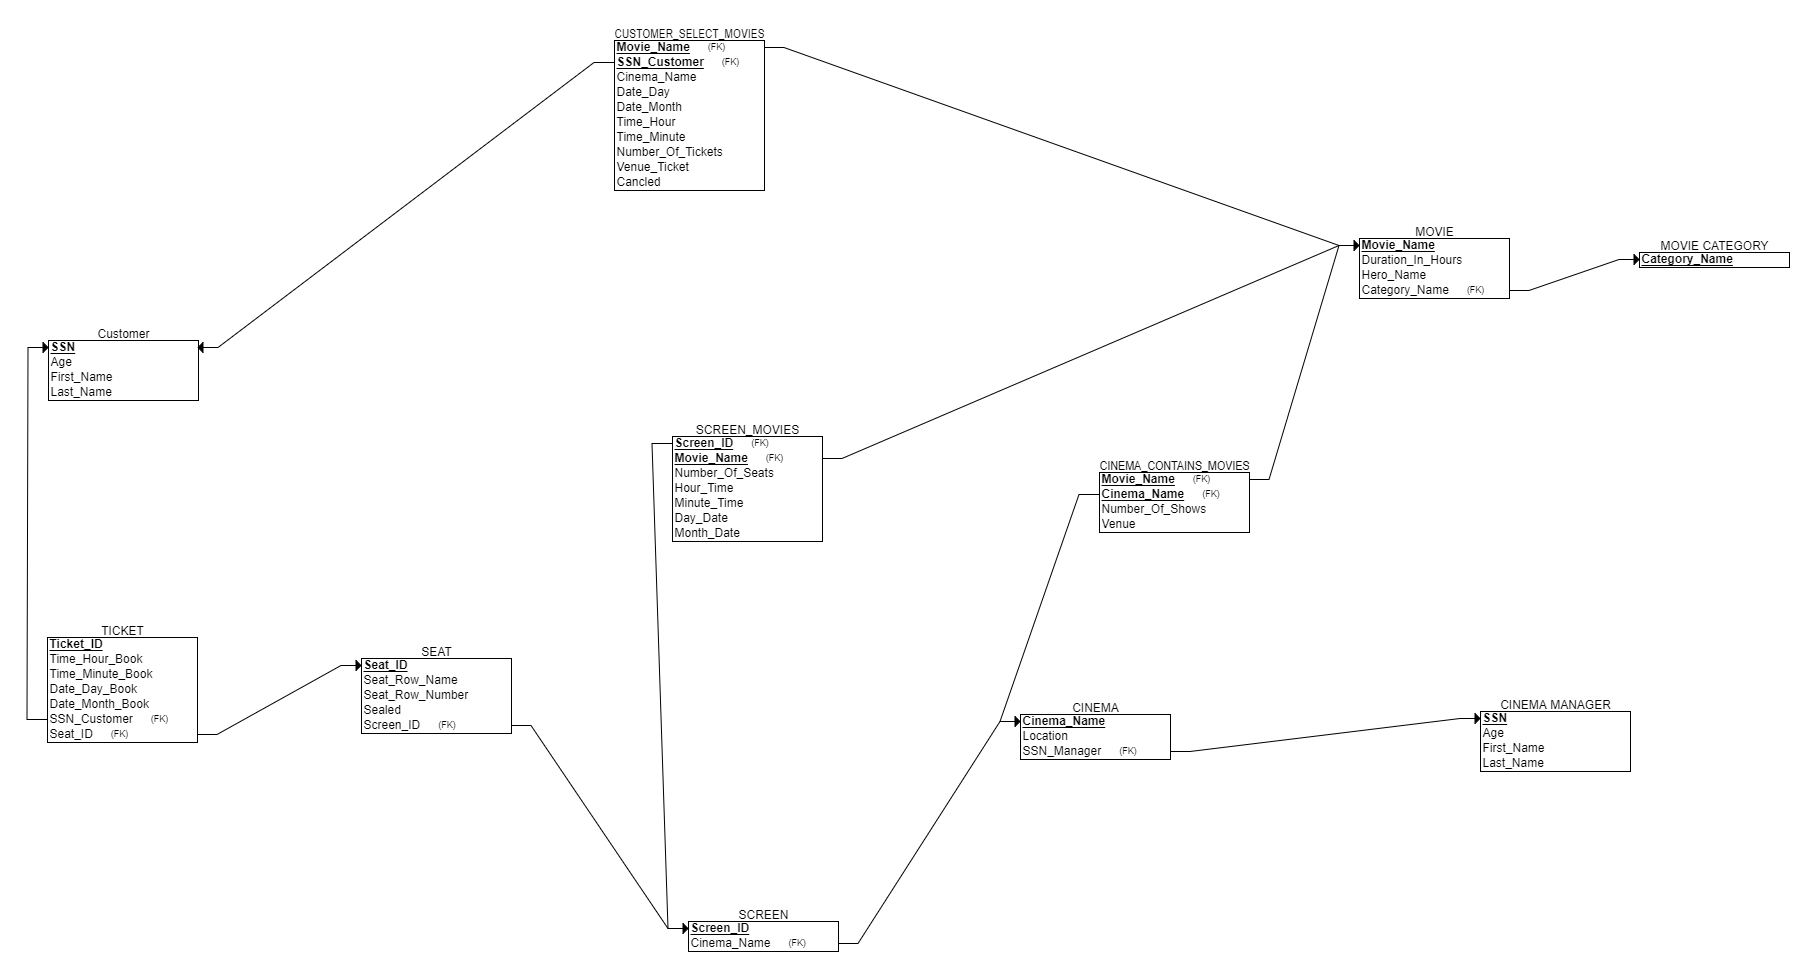 CUSTOMER_SELECT_MOVIES
Movie_Name (FK)
SSN_Customer (FK)
Cinema_Name
Date_Day
Date_Month
Time_Hour
Time_Minute
Number_Of_Tickets
Venue_Ticket
Cancled
MOVIE
Movie_Name
Duration_In_Hours
Hero_Name
Category_Name (FK)
MOVIE CATEGORY
Category_Name
Customer
SSN
Age
First_Name
Last_Name
SCREEN_MOVIES
Screen_ID (FK)
Movie_Name (FK)
Number_Of_Seats
Hour_Time
Minute_Time
Day_Date
Month_Date
CINEMA_CONTAINS_MOVIES
Movie_Name (FK)
Cinema_Name (FK)
Number_Of_Shows
Venue
TICKET
Ticket_ID
Time_Hour_Book
Time_Minute_Book
Date_Day_Book
Date_Month_Book
SSN_Customer (FK)
Seat_ID (FK)
SEAT
Seat_ID
Seat_Row_Name
Seat_Row_Number
Sealed
Screen_ID (FK)
CINEMA
Cinema_Name
Location
SSN_Manager (FK)
CINEMA MANAGER
SSN
Age
First_Name
Last_Name
SCREEN
Screen_ID
Cinema_Name (FK)